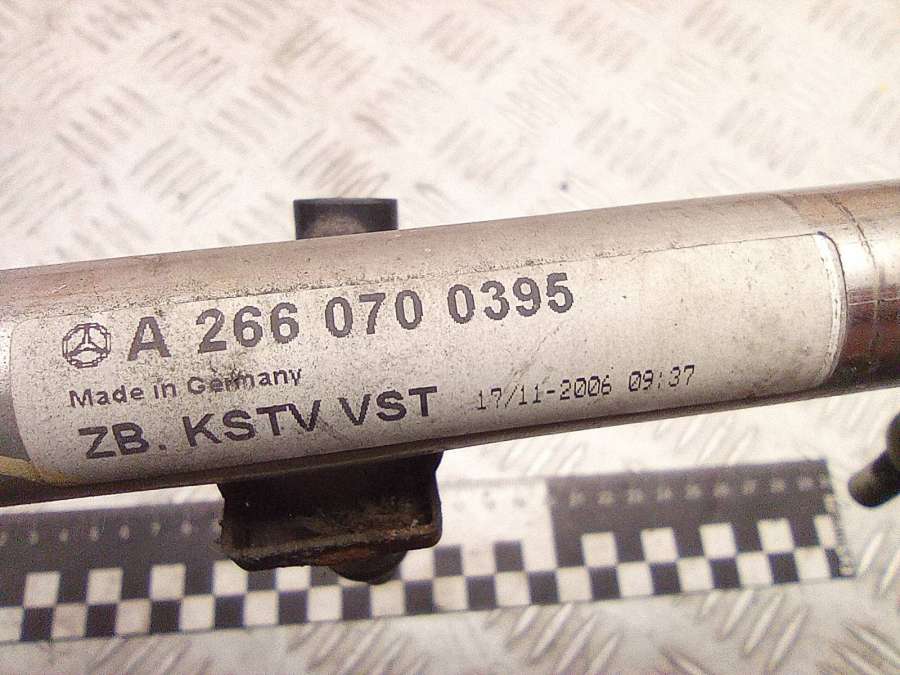 A 266 070 0395
Made in Germany
ZB. KSTV VST 17/11-2006 09:37